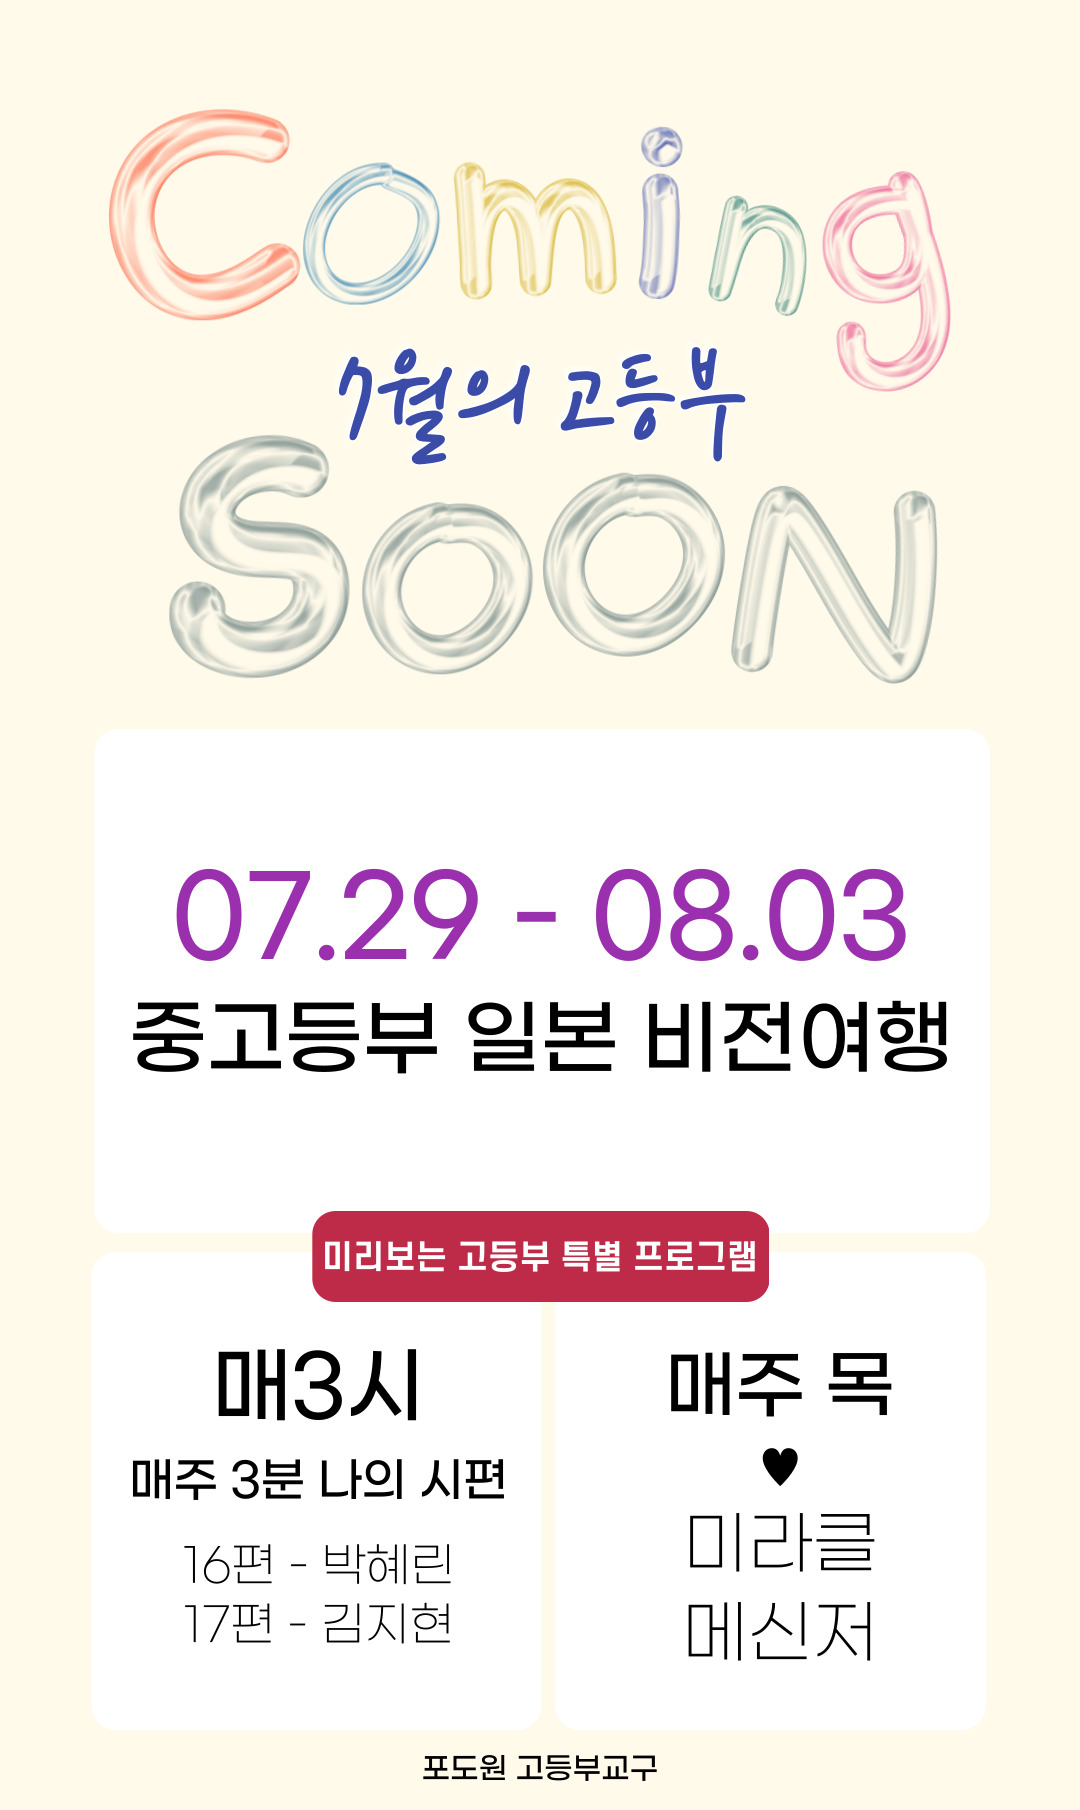 Coming
7월의 고등부
SOON
07.29 - 08.03
중고등부 일본 비전여행
미리보는 고등부 특별 프로그램
매3시
매주 3분 나의 시편
16편 - 박혜린
17편 - 김지현
매주 목
♥
미라클
메신저
포도원 고등부교구